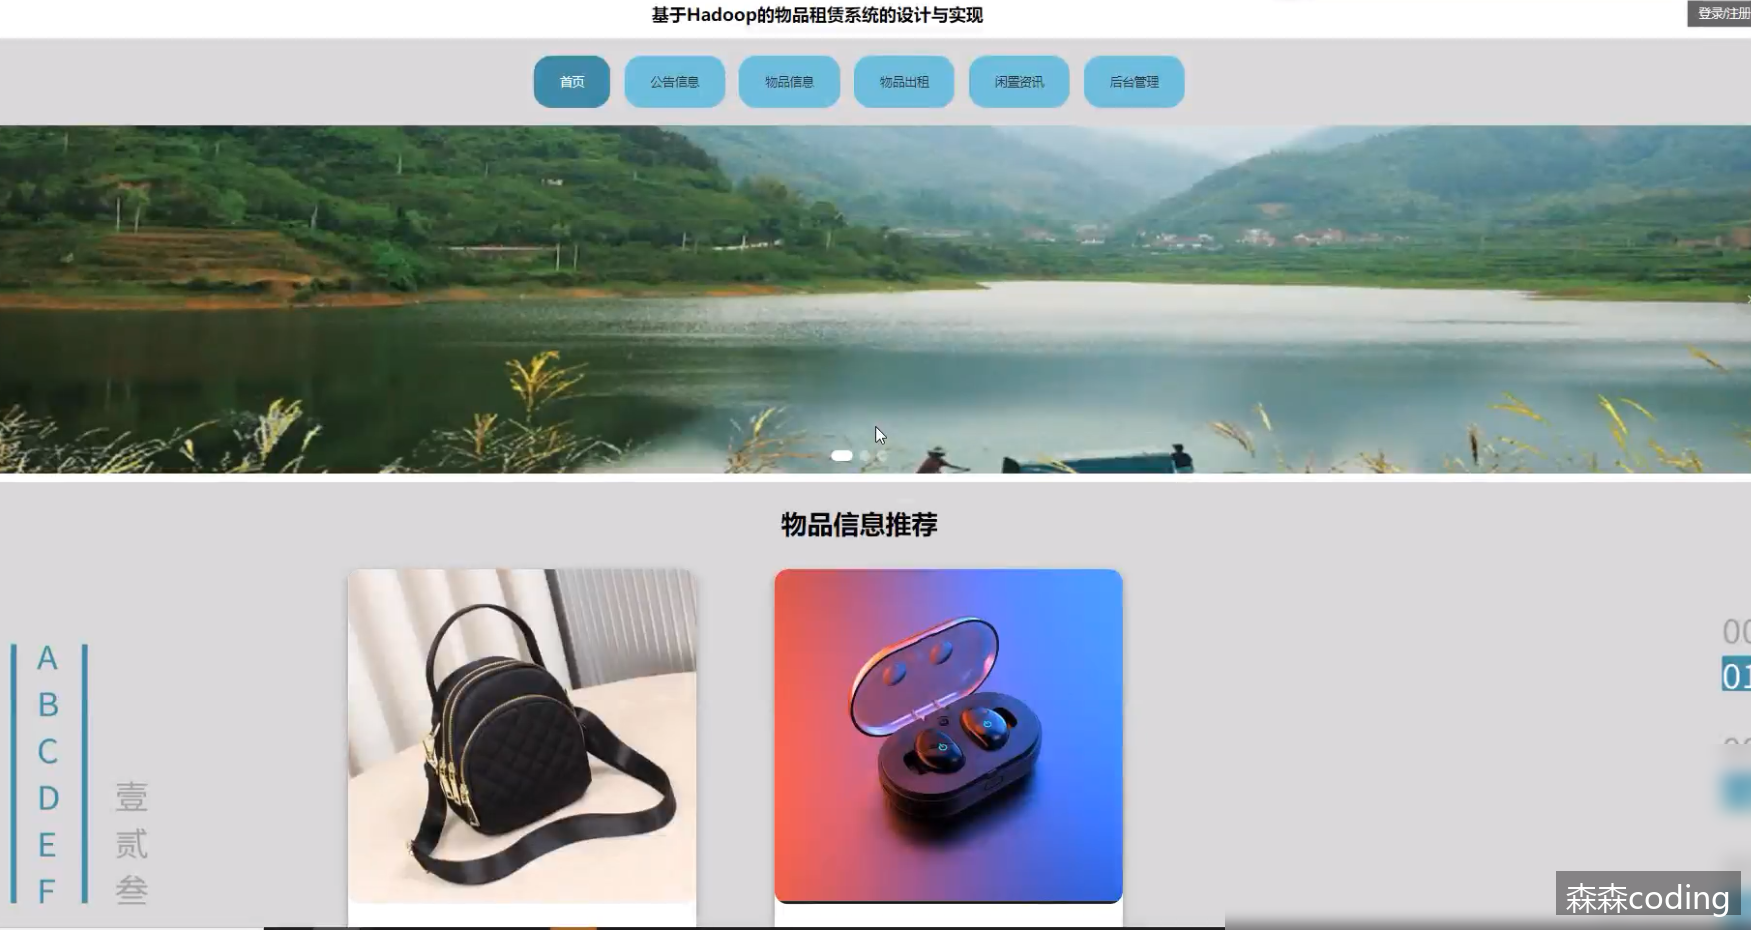 基于Hadoop的物品租赁系统的设计与实现
登录/注册
首页 公告信息 物品信息 物品出租 闲置资讯 后台管理
物品信息推荐
A
B
C
D
E
F
壹
贰
叁
00
01
森森coding